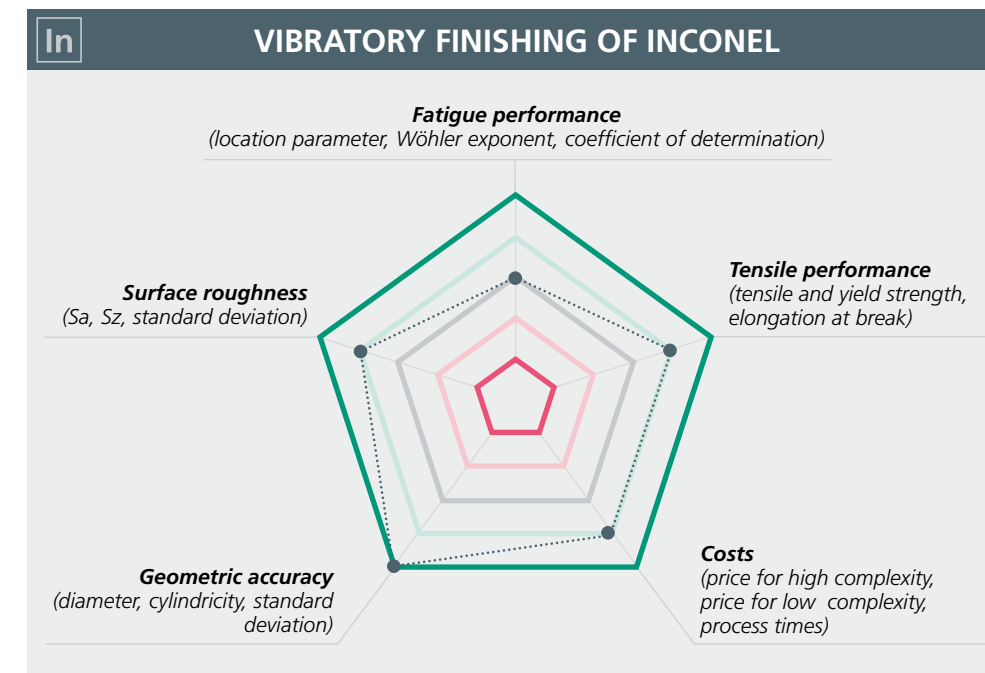 In
VIBRATORY FINISHING OF INCONEL
Fatigue performance
(location parameter, Wöhler exponent, coefficient of determination)
Tensile performance
(tensile and yield strength,
elongation at break)
Surface roughness
(Sa, Sz, standard deviation)
Costs
(price for high complexity,
price for low complexity,
process times)
Geometric accuracy
(diameter, cylindricity, standard
deviation)